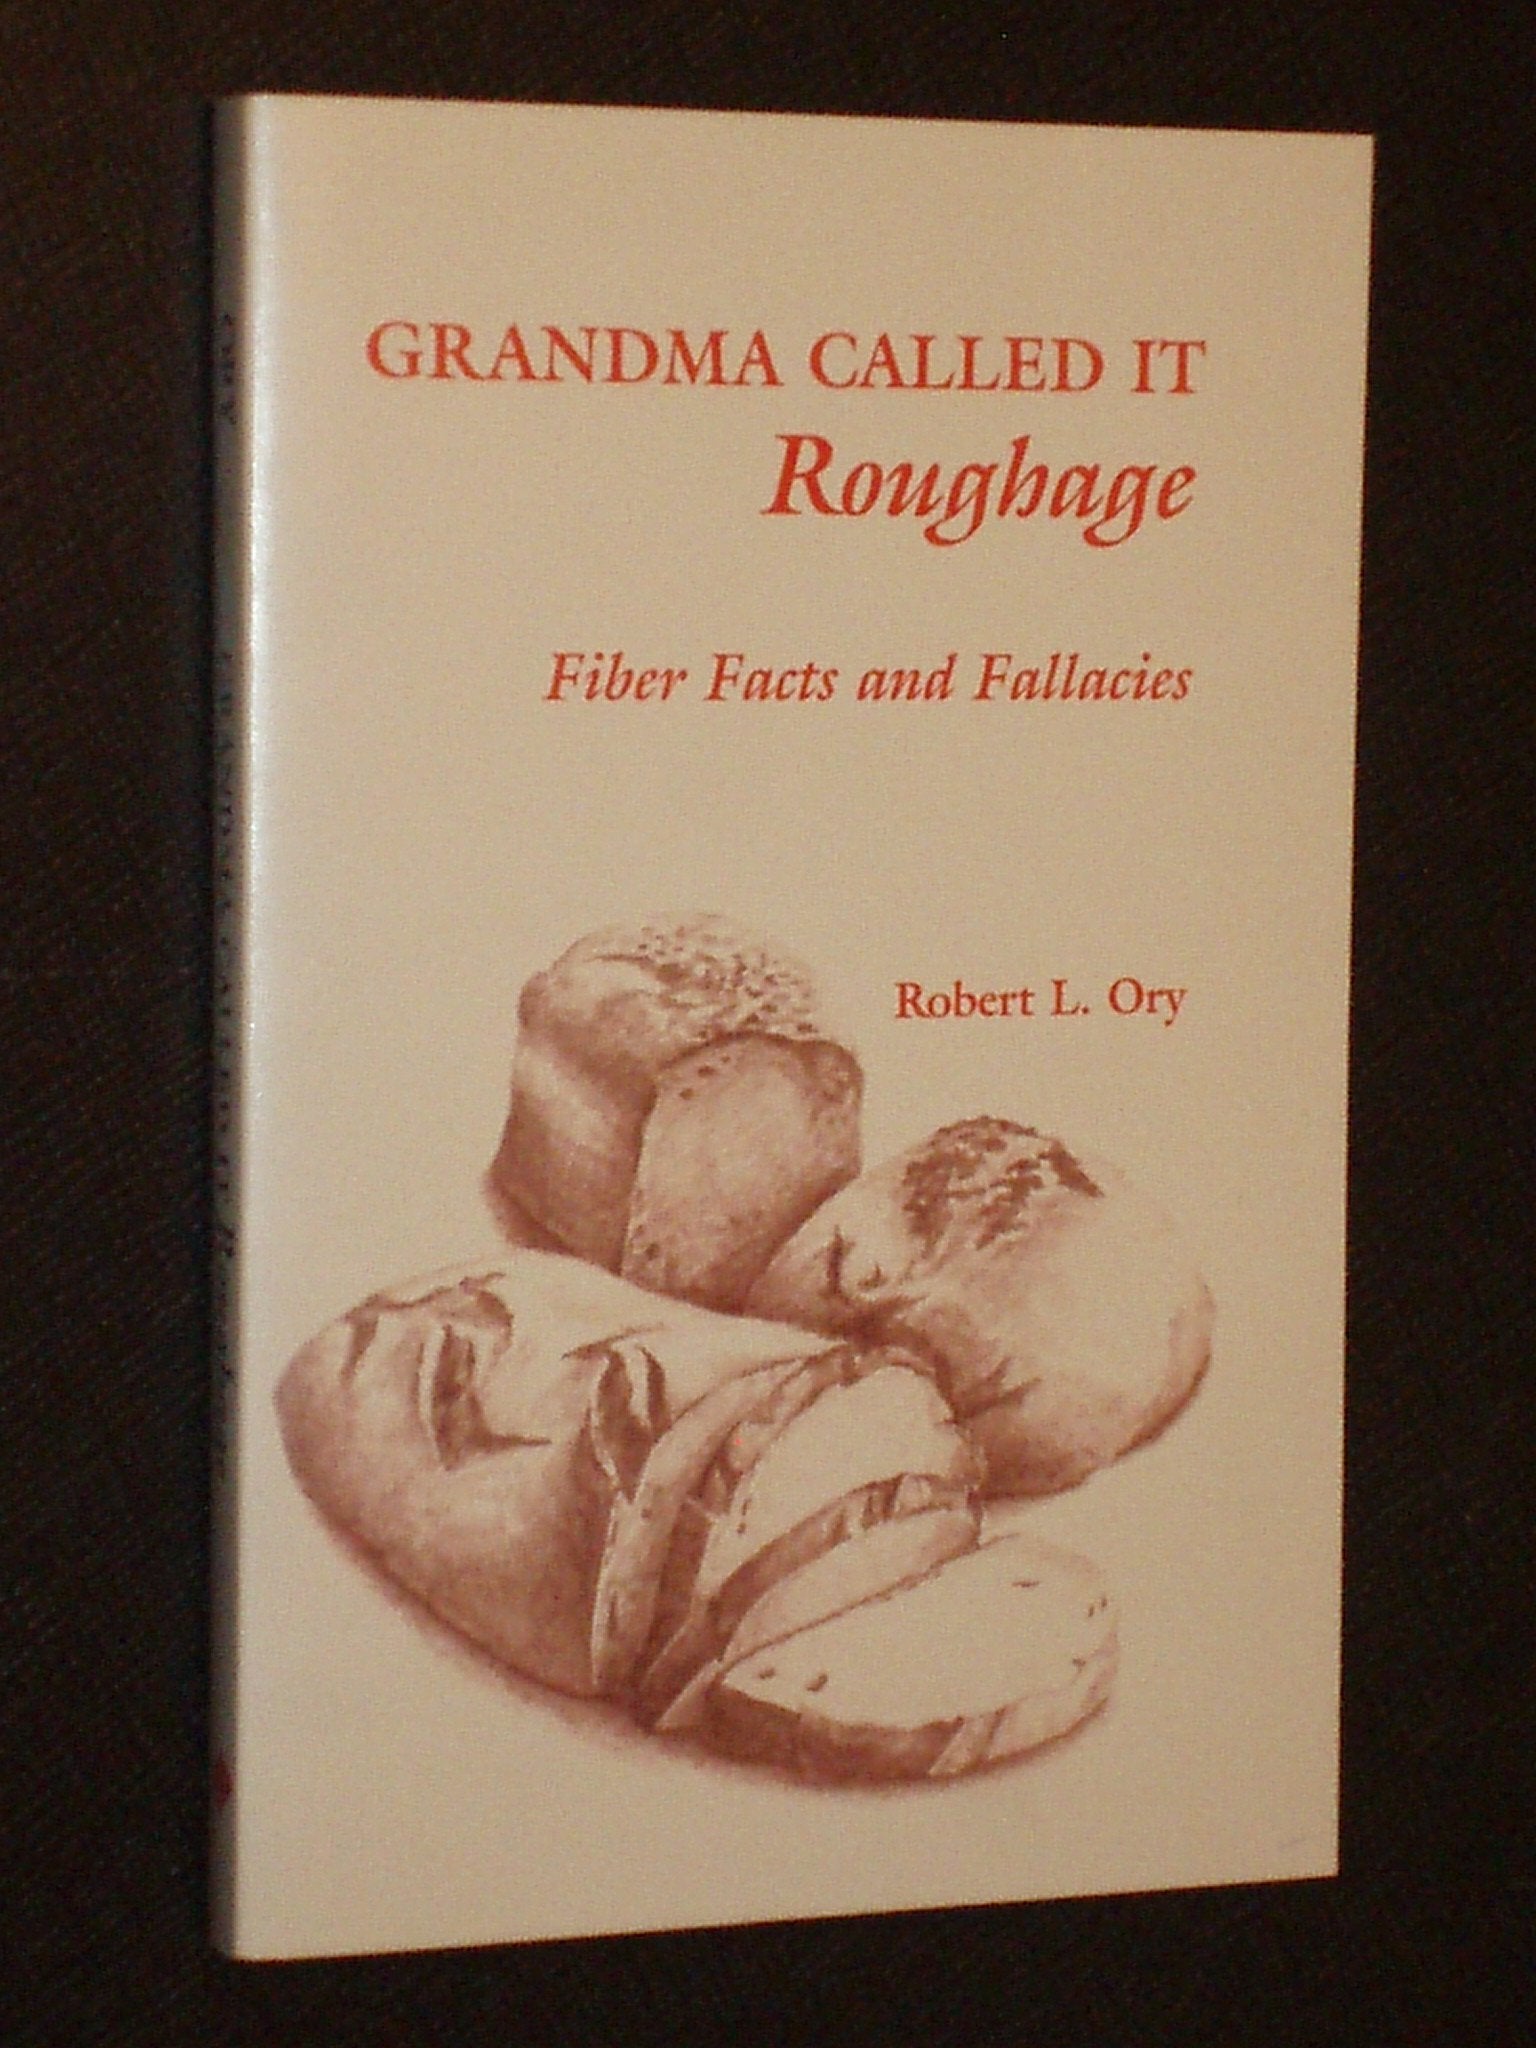 GRANDMA CALLED IT
Roughage
Fiber Facts and Fallacies
Robert L. Ory